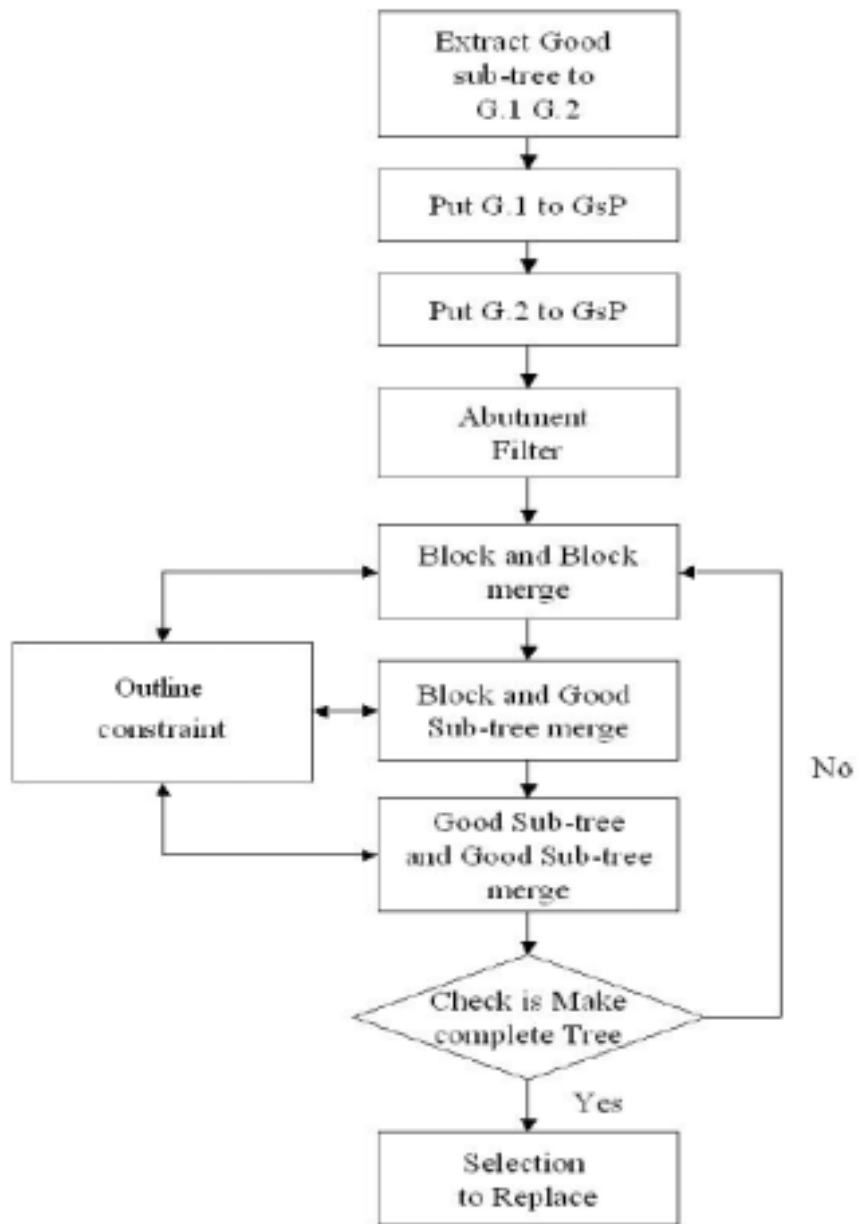 Extract Good
sub-tree to
G.1 G.2
Put G.1 to GsP
Put G.2 to GsP
Abutment
Filter
Block and Block
merge
Outline
constraint
Block and Good
Sub-tree merge
No
Good Sub-tree
and Good Sub-tree
merge
Check is Make
complete Tree
Yes
Selection
to Replace